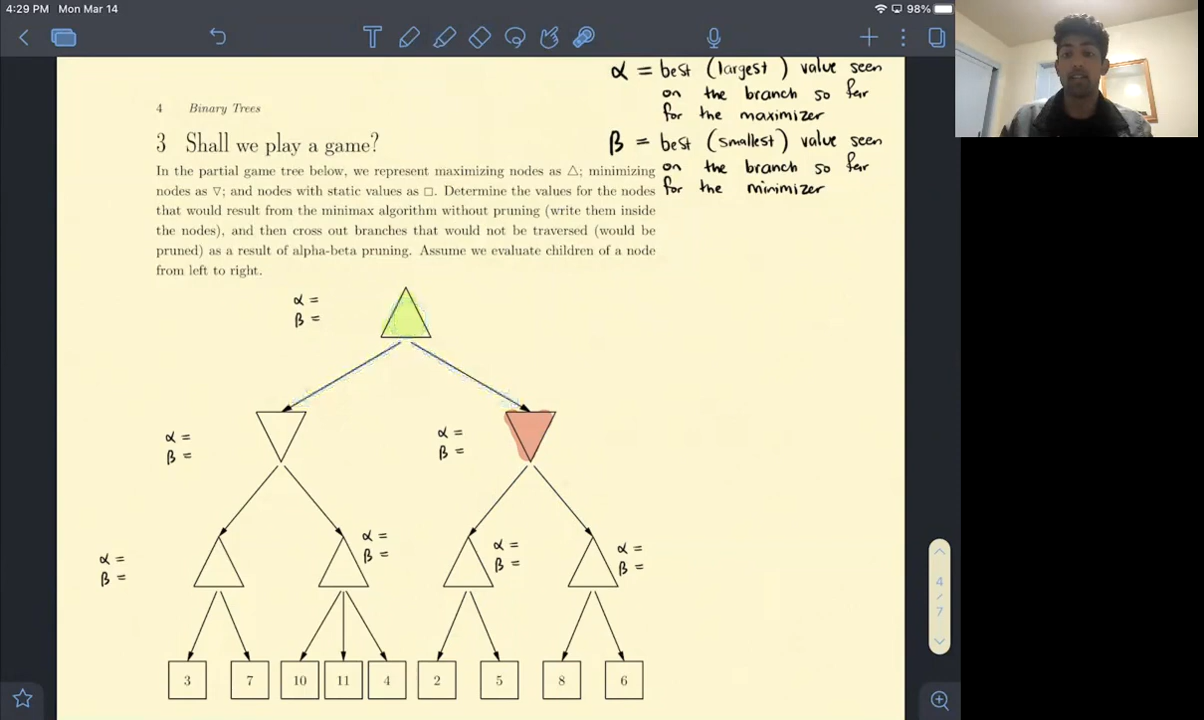 4:29 PM Mon Mar 14
98%
T
α = best (largest) value seen
on the branch so far
for the maximizer
β = best (smallest) value seen
on the branch so far
for the minimizer
4 Binary Trees
3 Shall we play a game?
In the partial game tree below, we represent maximizing nodes as △; minimizing
nodes as ▽; and nodes with static values as □. Determine the values for the nodes
that would result from the minimax algorithm without pruning (write them inside
the nodes), and then cross out branches that would not be traversed (would be
pruned) as a result of alpha-beta pruning. Assume we evaluate children of a node
from left to right.
α =
β =
α =
β =
α =
β =
α =
β =
α =
β =
α =
β =
α =
β =
3 7 10 11 4 2 5 8 6
4
/
7